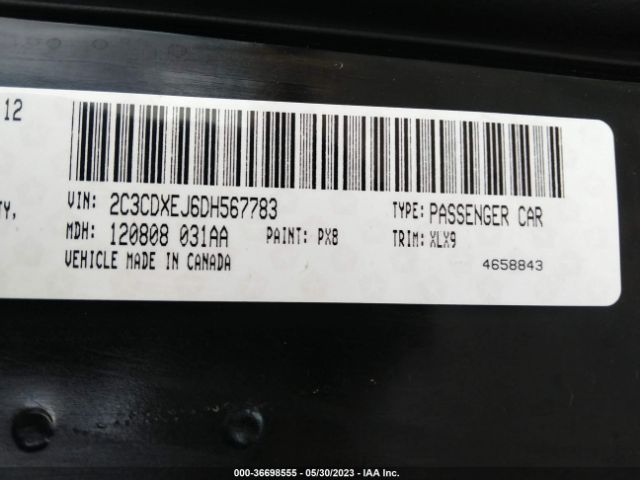 12
TY,
VIN: 2C3CDXEJ6DH567783 TYPE: PASSENGER CAR
MDH: 120808 031AA PAINT: PX8 TRIM: XLX9
VEHICLE MADE IN CANADA
4658843
000-36698555 - 05/30/2023 - IAA Inc.